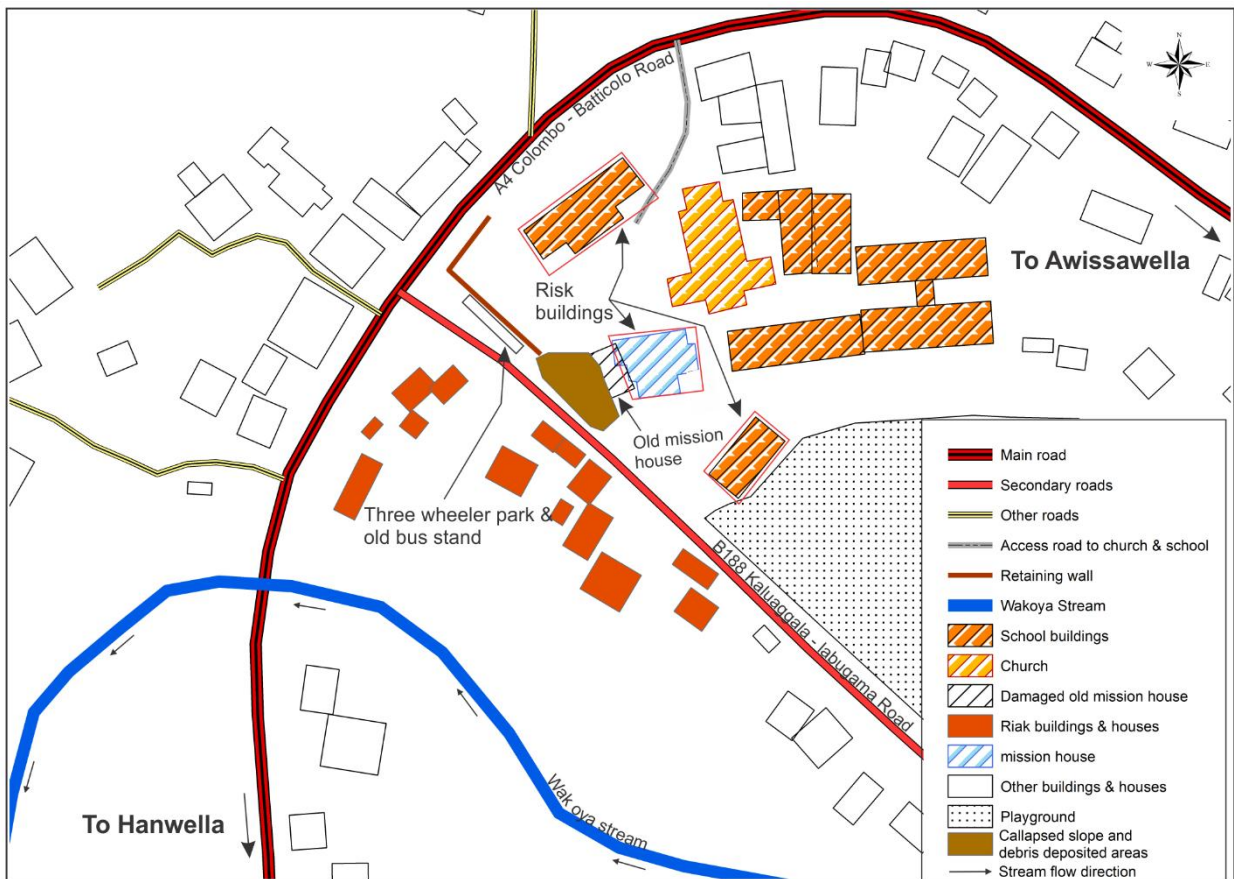 N
W
E
S
A4 Colombo - Batticolo Road
To Awissawella
Risk
buildings
Old mission
house
Three wheeler park &
old bus stand
B188 Kaluaggala - labugama Road
Wak oya stream
To Hanwella
Main road
Secondary roads
Other roads
Access road to church & school
Retaining wall
Wakoya Stream
School buildings
Church
Damaged old mission house
Riak buildings & houses
mission house
Other buildings & houses
Playground
Callapsed slope and
debris deposited areas
Stream flow direction